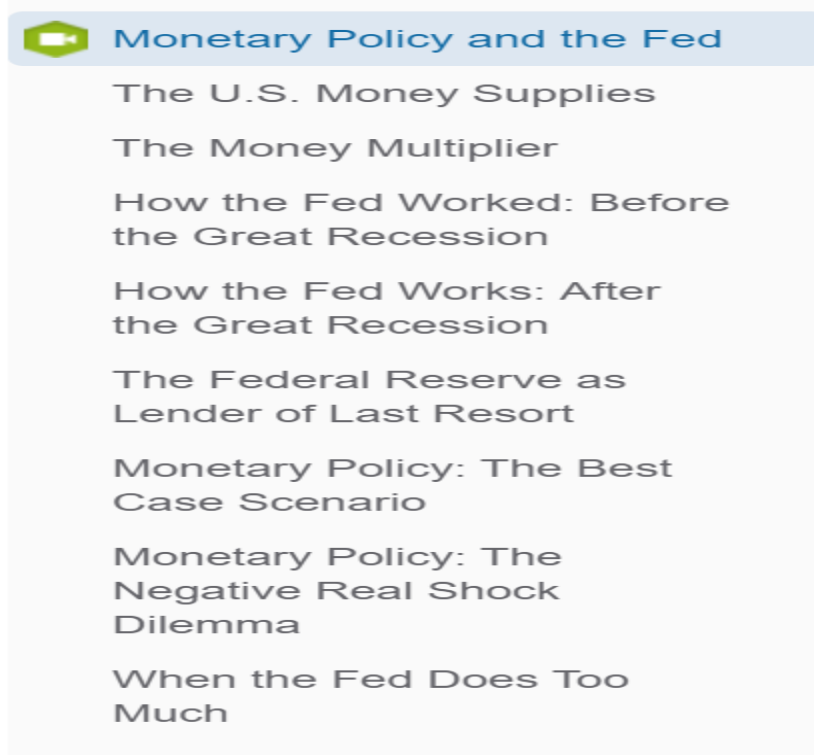 Monetary Policy and the Fed
The U.S. Money Supplies
The Money Multiplier
How the Fed Worked: Before
the Great Recession
How the Fed Works: After
the Great Recession
The Federal Reserve as
Lender of Last Resort
Monetary Policy: The Best
Case Scenario
Monetary Policy: The
Negative Real Shock
Dilemma
When the Fed Does Too
Much